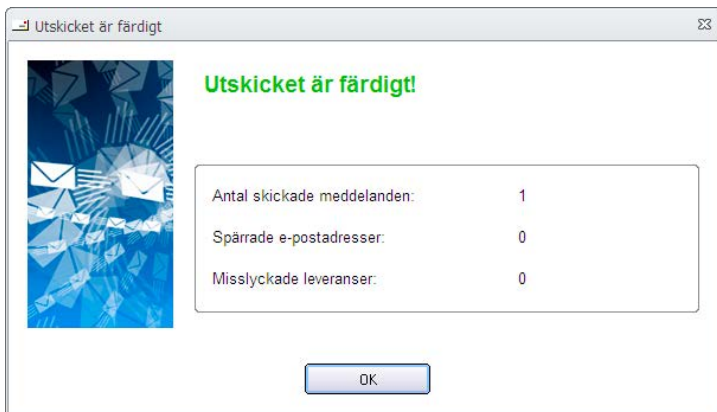 Utskicket är färdigt
Utskicket är färdigt!
Antal skickade meddelanden: 1
Spärrade e-postadresser: 0
Misslyckade leveranser: 0
OK